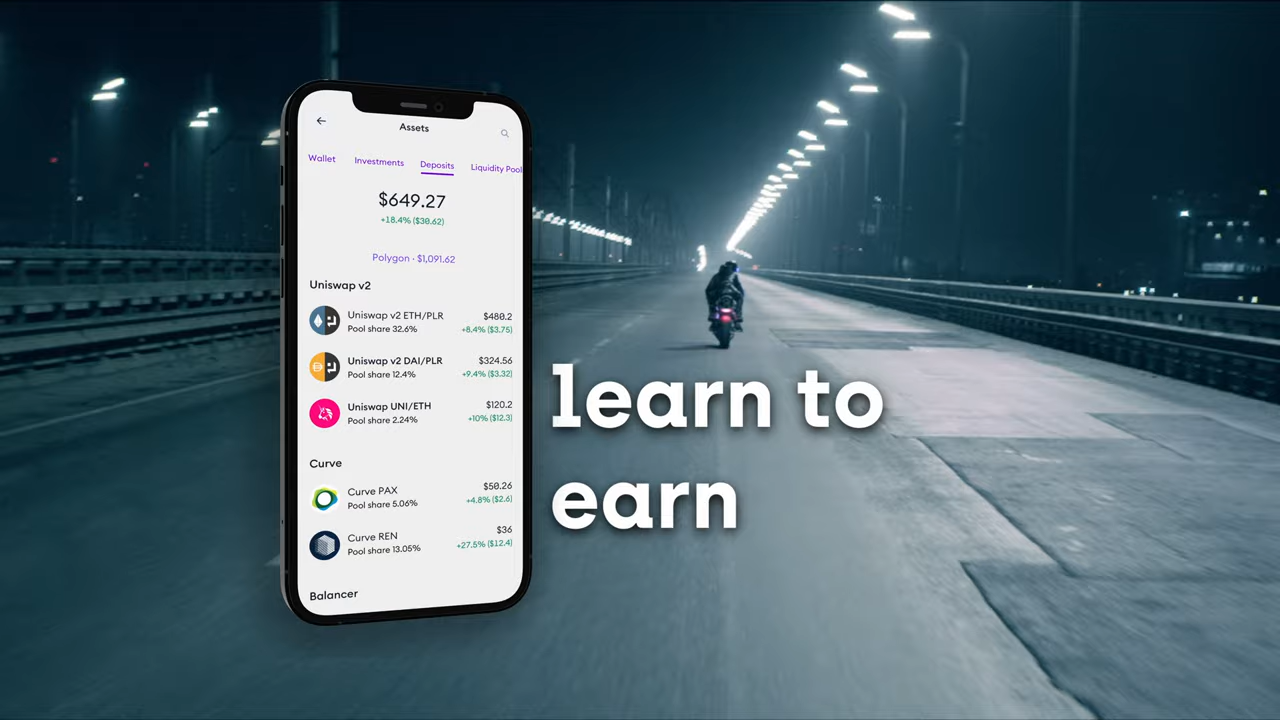 Assets
Wallet Investments Deposits Liquidity Pool
$649.27
+18.4% ($30.62)
Polygon · $1,091.62
Uniswap v2
Uniswap v2 ETH/PLR $480.2
Pool share 32.6% +8.4% ($3.75)
Uniswap v2 DAI/PLR $324.56
Pool share 12.4% +9.4% ($3,32)
Uniswap UNI/ETH $120.2
Pool share 2.24% +10% ($12.3)
Curve
Curve PAX $50.26
Pool share 5.06% +4.8% ($2.6)
Curve REN $36
Pool share 13.05% +27.5% ($12.4)
Balancer
learn to
earn